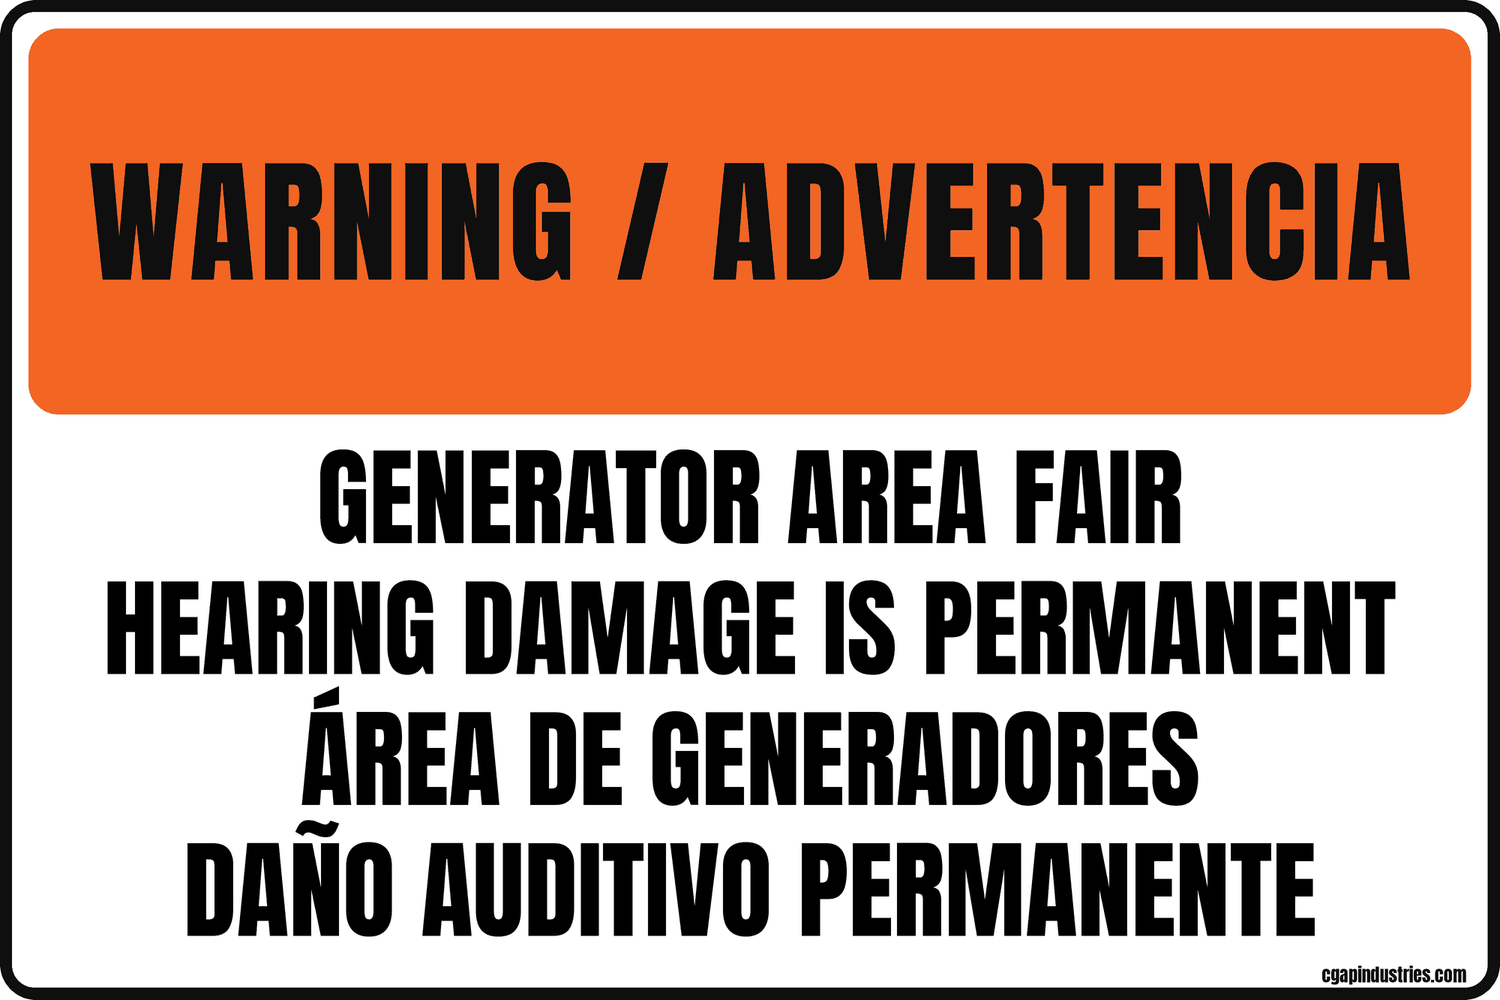 WARNING / ADVERTENCIA
GENERATOR AREA FAIR
HEARING DAMAGE IS PERMANENT
ÁREA DE GENERADORES
DAÑO AUDITIVO PERMANENTE
cgapindustries.com